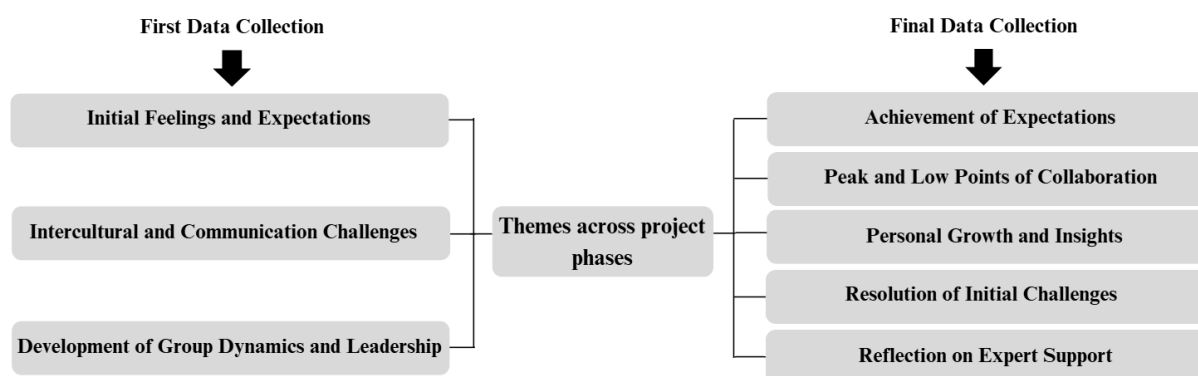 First Data Collection
Initial Feelings and Expectations
Intercultural and Communication Challenges
Development of Group Dynamics and Leadership
Themes across project
phases
Final Data Collection
Achievement of Expectations
Peak and Low Points of Collaboration
Personal Growth and Insights
Resolution of Initial Challenges
Reflection on Expert Support